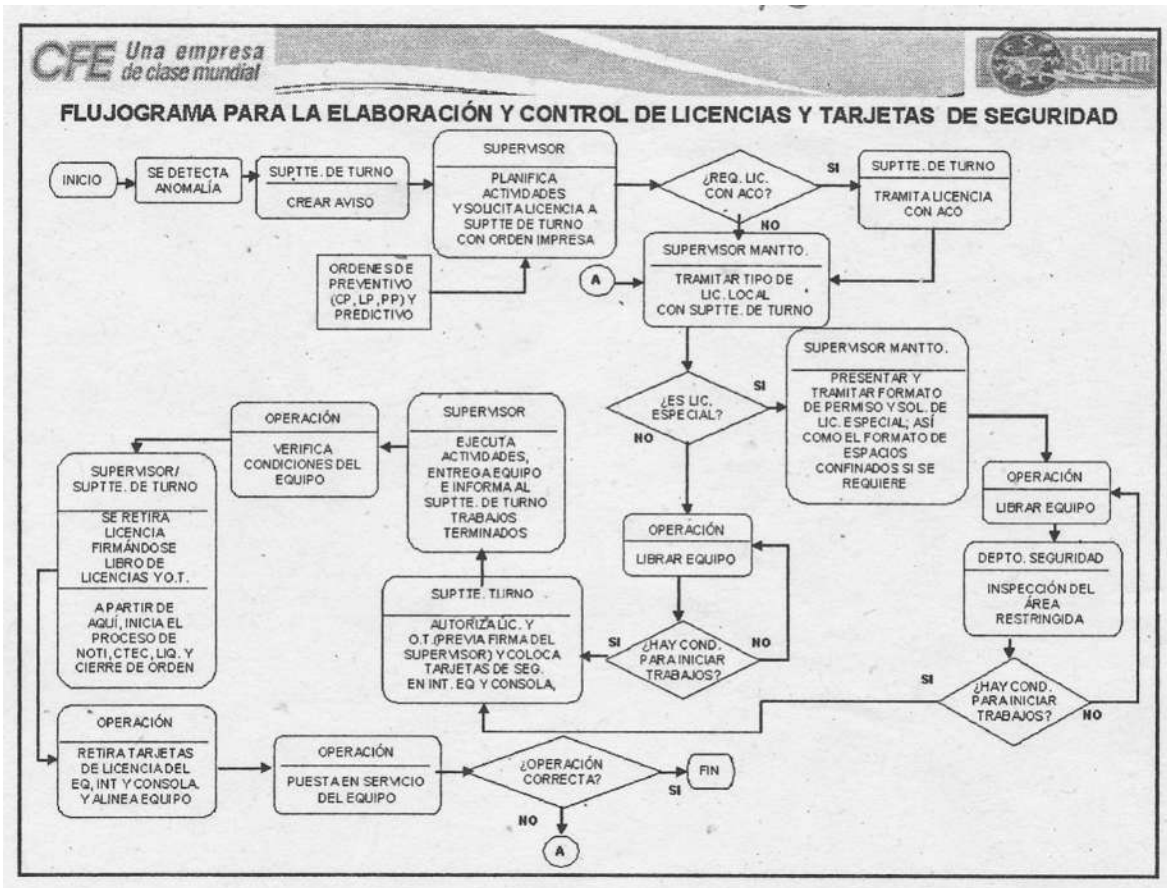 CFE Una empresa
de clase mundial
Suterm
FLUJOGRAMA PARA LA ELABORACIÓN Y CONTROL DE LICENCIAS Y TARJETAS DE SEGURIDAD
INICIO
SE DETECTA
ANOMALÍA
SUPTTE. DE TURNO
CREAR AVISO
SUPERVISOR
PLANIFICA
ACTIVIDADES
Y SOLICITA LICENCIA A
SUPTTE DE TURNO
CON ORDEN IMPRESA
ORDENES DE
PREVENTIVO
(CP, LP, PP) Y
PREDICTIVO
¿REQ. LIC.
CON ACO?
SI
NO
SUPTTE. DE TURNO
TRAMITA LICENCIA
CON ACO
A
SUPERVISOR MANTTO.
TRAMITAR TIPO DE
LIC. LOCAL
CON SUPTTE. DE TURNO
¿ES LIC.
ESPECIAL?
SI
NO
SUPERVISOR MANTTO.
PRESENTAR Y
TRAMITAR FORMATO
DE PERMISO Y SOL. DE
LIC. ESPECIAL; ASÍ
COMO EL FORMATO DE
ESPACIOS
CONFINADOS SI SE
REQUIERE
OPERACIÓN
LIBRAR EQUIPO
DEPTO. SEGURIDAD
INSPECCIÓN DEL
ÁREA
RESTRINGIDA
¿HAY COND.
PARA INICIAR
TRABAJOS?
SI
NO
OPERACIÓN
LIBRAR EQUIPO
¿HAY COND.
PARA INICIAR
TRABAJOS?
SI
NO
SUPTTE. TURNO
AUTORIZA LIC. Y
O.T.(PREVIA FIRMA DEL
SUPERVISOR) Y COLOCA
TARJETAS DE SEG.
EN INT. EQ Y CONSOLA,
SUPERVISOR
EJECUTA
ACTIVIDADES,
ENTREGA EQUIPO
E INFORMA AL
SUPTTE. DE TURNO
TRABAJOS
TERMINADOS
OPERACIÓN
VERIFICA
CONDICIONES DEL
EQUIPO
SUPERVISOR/
SUPTTE. DE TURNO
SE RETIRA
LICENCIA
FIRMÁNDOSE
LIBRO DE
LICENCIAS Y O.T.
A PARTIR DE
AQUÍ, INICIA EL
PROCESO DE
NOTI, CTEC, LIQ. Y
CIERRE DE ORDEN
OPERACIÓN
RETIRA TARJETAS
DE LICENCIA DEL
EQ, INT Y CONSOLA.
Y ALINEA EQUIPO
OPERACIÓN
PUESTA EN SERVICIO
DEL EQUIPO
¿OPERACIÓN
CORRECTA?
SI
FIN
NO
A